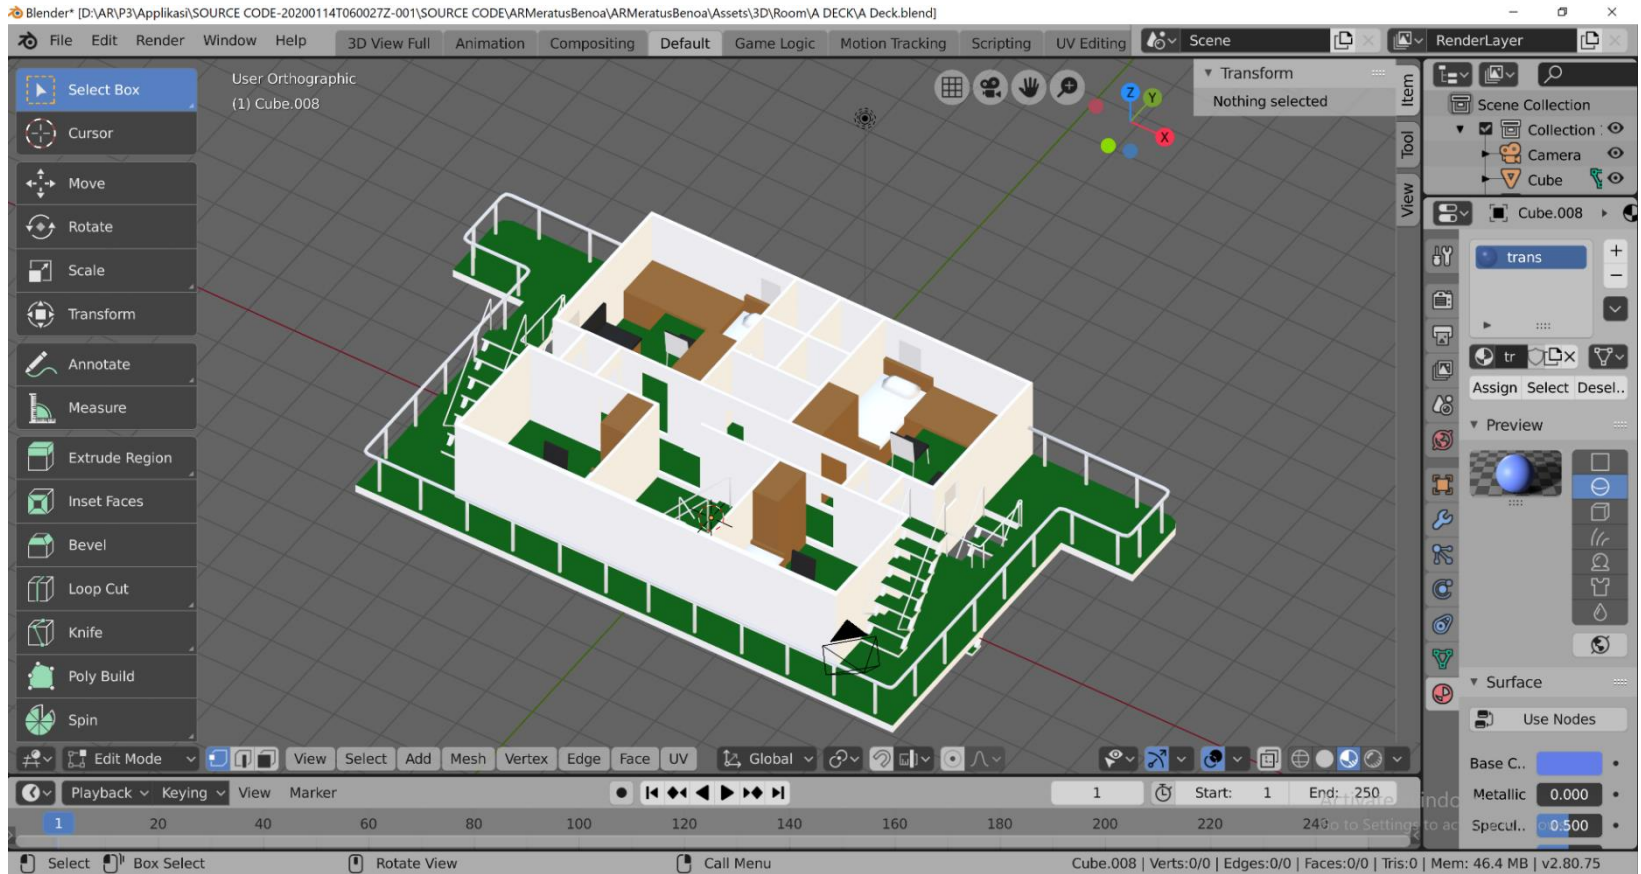 Blender* [D:\AR\P3\Applikasi\SOURCE CODE-20200114T060027Z-001\SOURCE CODE\ARMeratusBenoa\ARMeratusBenoa\Assets\3D\Room\A DECK\A Deck.blend]
File Edit Render Window Help 3D View Full Animation Compositing Default Game Logic Motion Tracking Scripting UV Editing Scene RenderLayer
Select Box
Cursor
Move
Rotate
Scale
Transform
Annotate
Measure
Extrude Region
Inset Faces
Bevel
Loop Cut
Knife
Poly Build
Spin
User Orthographic
(1) Cube.008
Z
Y
X
Transform
Nothing selected
Item
Tool
View
Scene Collection
Collection
Camera
Cube
Cube.008
trans
tr
Assign Select Desel..
Preview
Surface
Use Nodes
Base C..
Metallic 0.000
Specul.. 0.500
Edit Mode View Select Add Mesh Vertex Edge Face UV Global
Playback Keying View Marker 1 Start: 1 End: 250
1 20 40 60 80 100 120 140 160 180 200 220 240
Activate Windo
Go to Settings to ac
Select Box Select Rotate View Call Menu Cube.008 | Verts:0/0 | Edges:0/0 | Faces:0/0 | Tris:0 | Mem: 46.4 MB | v2.80.75